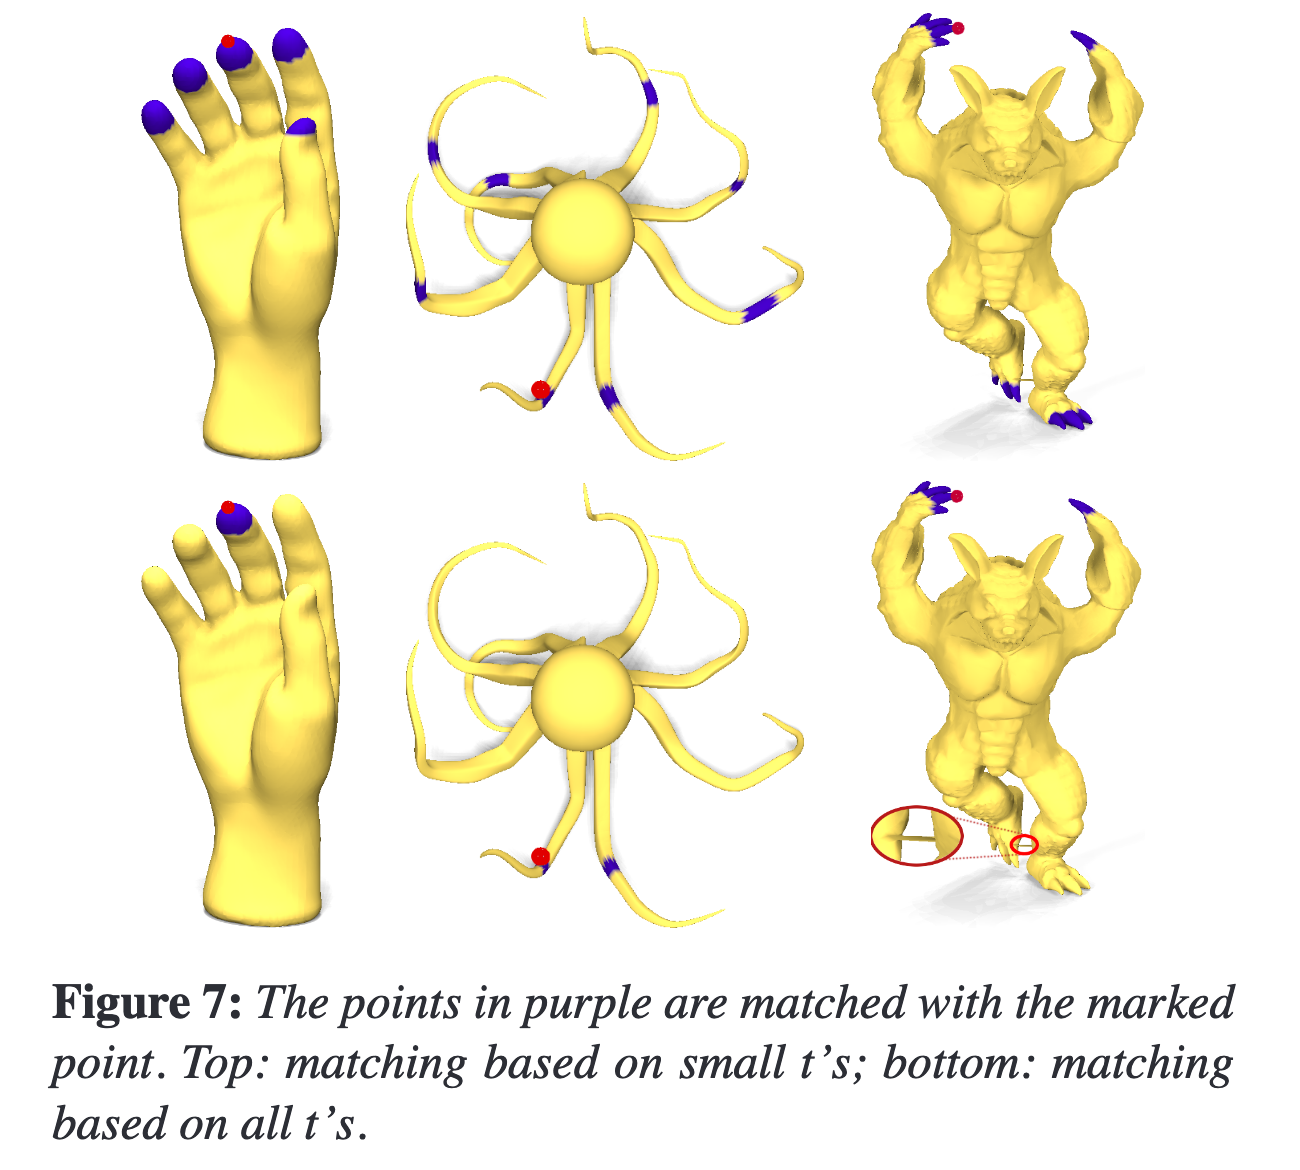 Figure 7: The points in purple are matched with the marked
point. Top: matching based on small t’s; bottom: matching
based on all t’s.